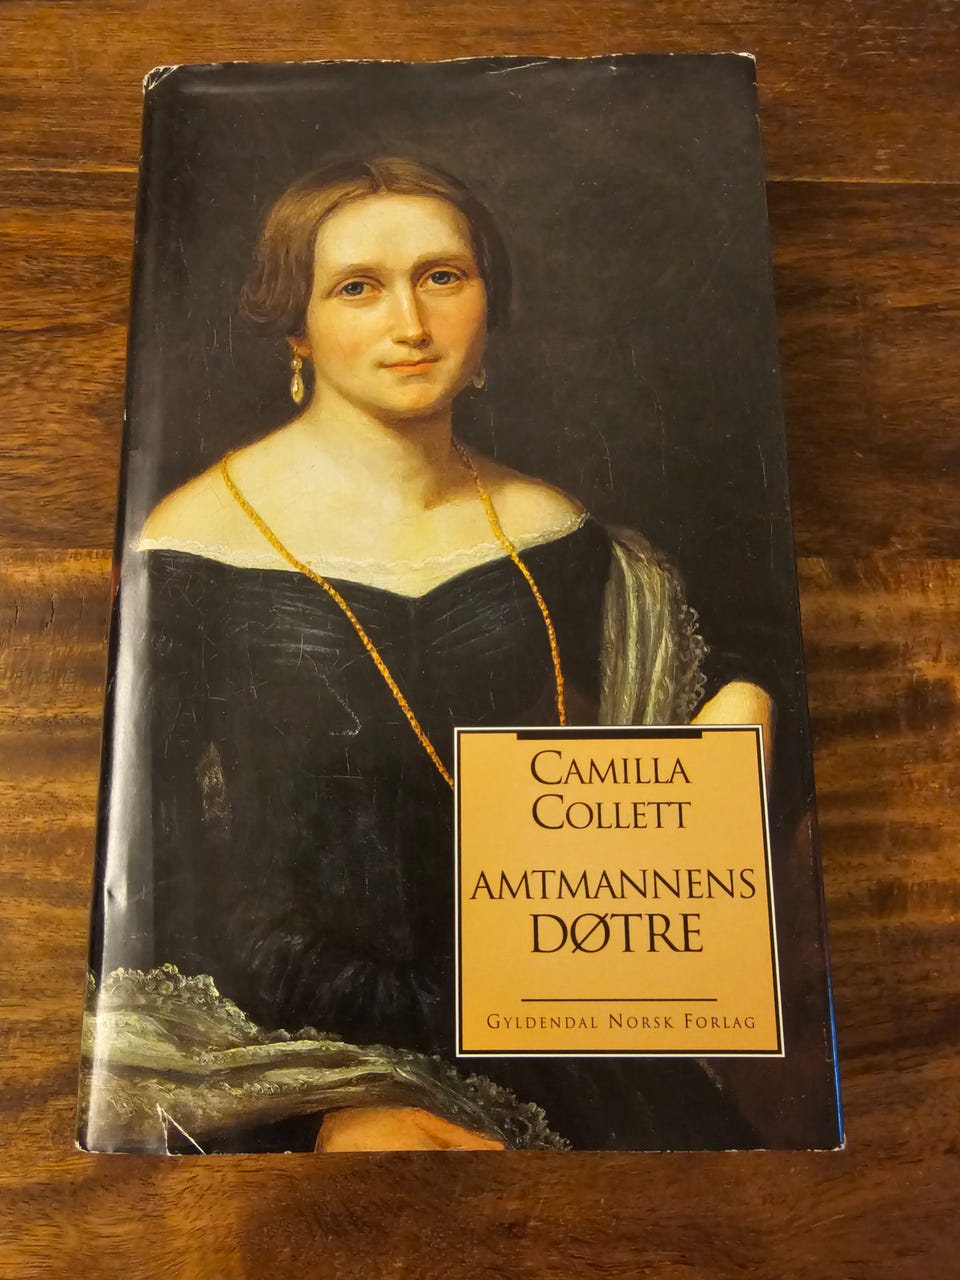 CAMILLA
COLLETT
AMTMANNENS
DØTRE
GYLDENDAL NORSK FORLAG